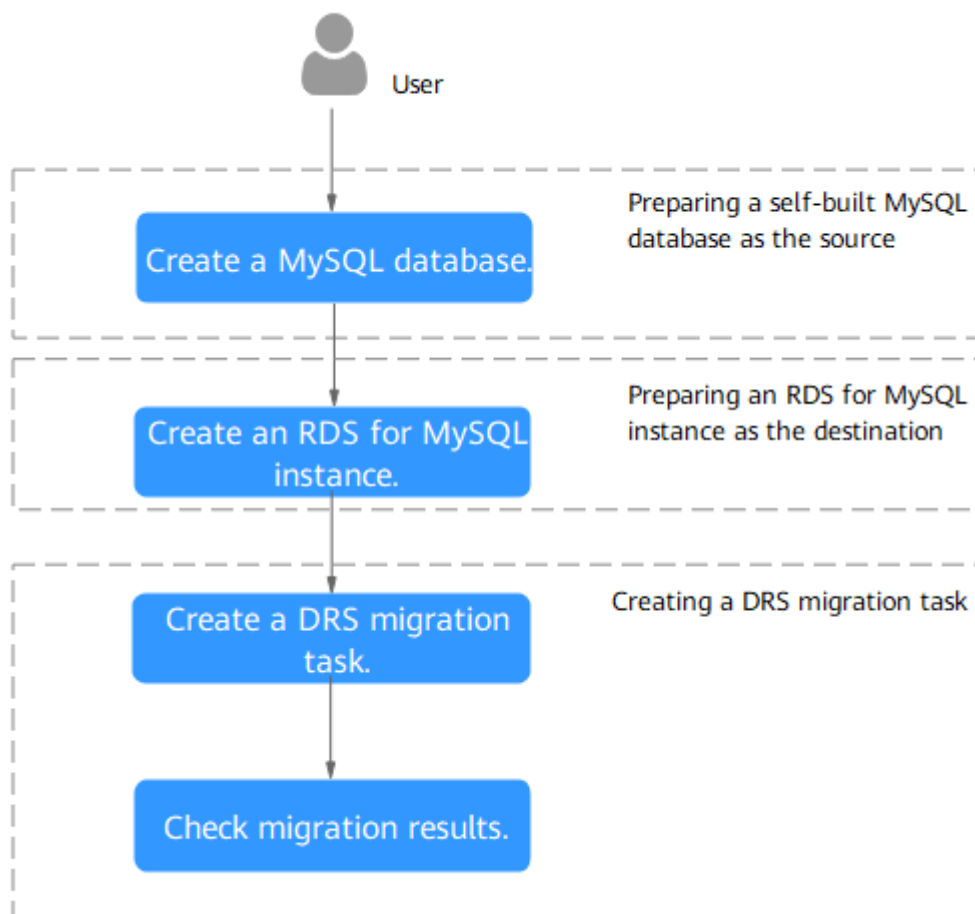 User
Preparing a self-built MySQL
database as the source
Create a MySQL database.
Preparing an RDS for MySQL
instance as the destination
Create an RDS for MySQL
instance.
Creating a DRS migration task
Create a DRS migration
task.
Check migration results.